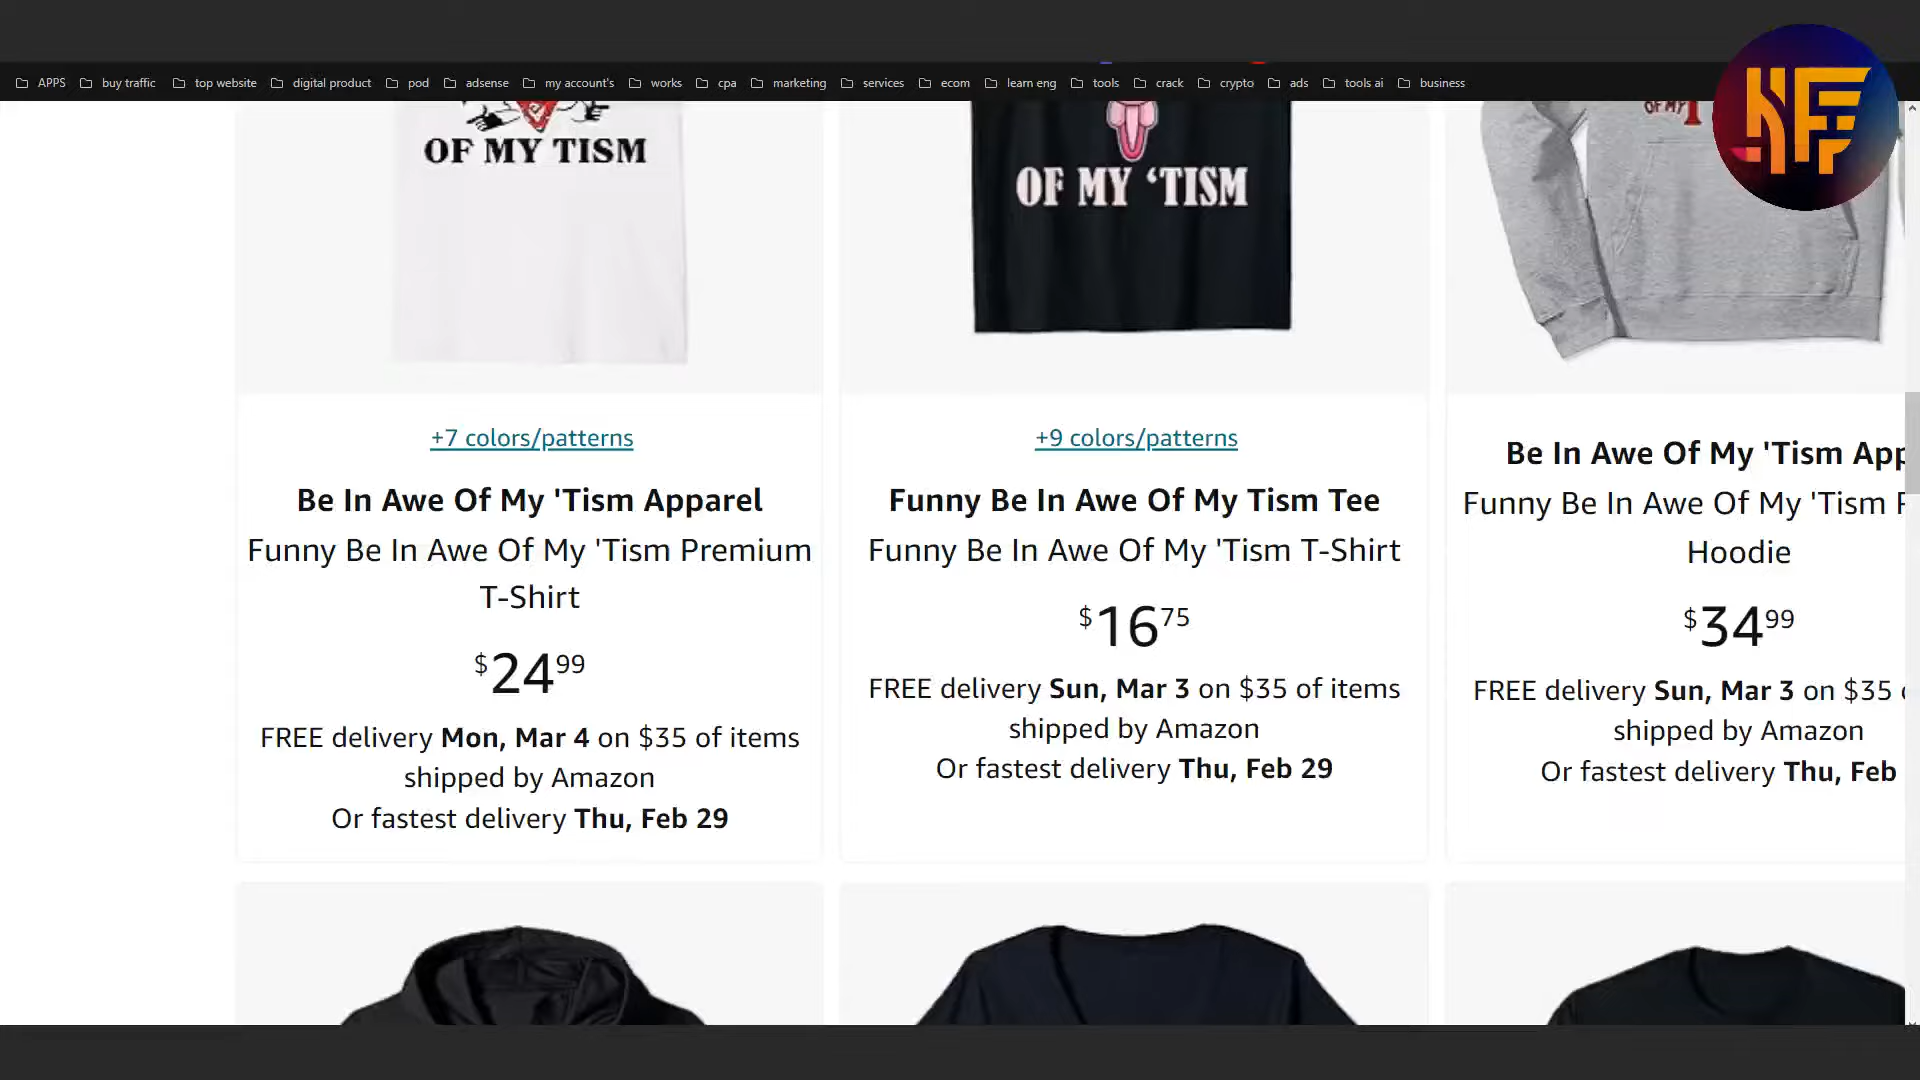 APPS buy traffic top website digital product pod adsense my account's works cpa marketing services ecom learn eng tools crack crypto ads tools ai business
OF MY TISM
OF MY ‘TISM
OF MY T
+7 colors/patterns
Be In Awe Of My 'Tism Apparel
Funny Be In Awe Of My 'Tism Premium
T-Shirt
$24 99
FREE delivery Mon, Mar 4 on $35 of items
shipped by Amazon
Or fastest delivery Thu, Feb 29
+9 colors/patterns
Funny Be In Awe Of My Tism Tee
Funny Be In Awe Of My 'Tism T-Shirt
$16 75
FREE delivery Sun, Mar 3 on $35 of items
shipped by Amazon
Or fastest delivery Thu, Feb 29
Be In Awe Of My 'Tism App
Funny Be In Awe Of My 'Tism
Hoodie
$34 99
FREE delivery Sun, Mar 3 on $35
shipped by Amazon
Or fastest delivery Thu, Feb